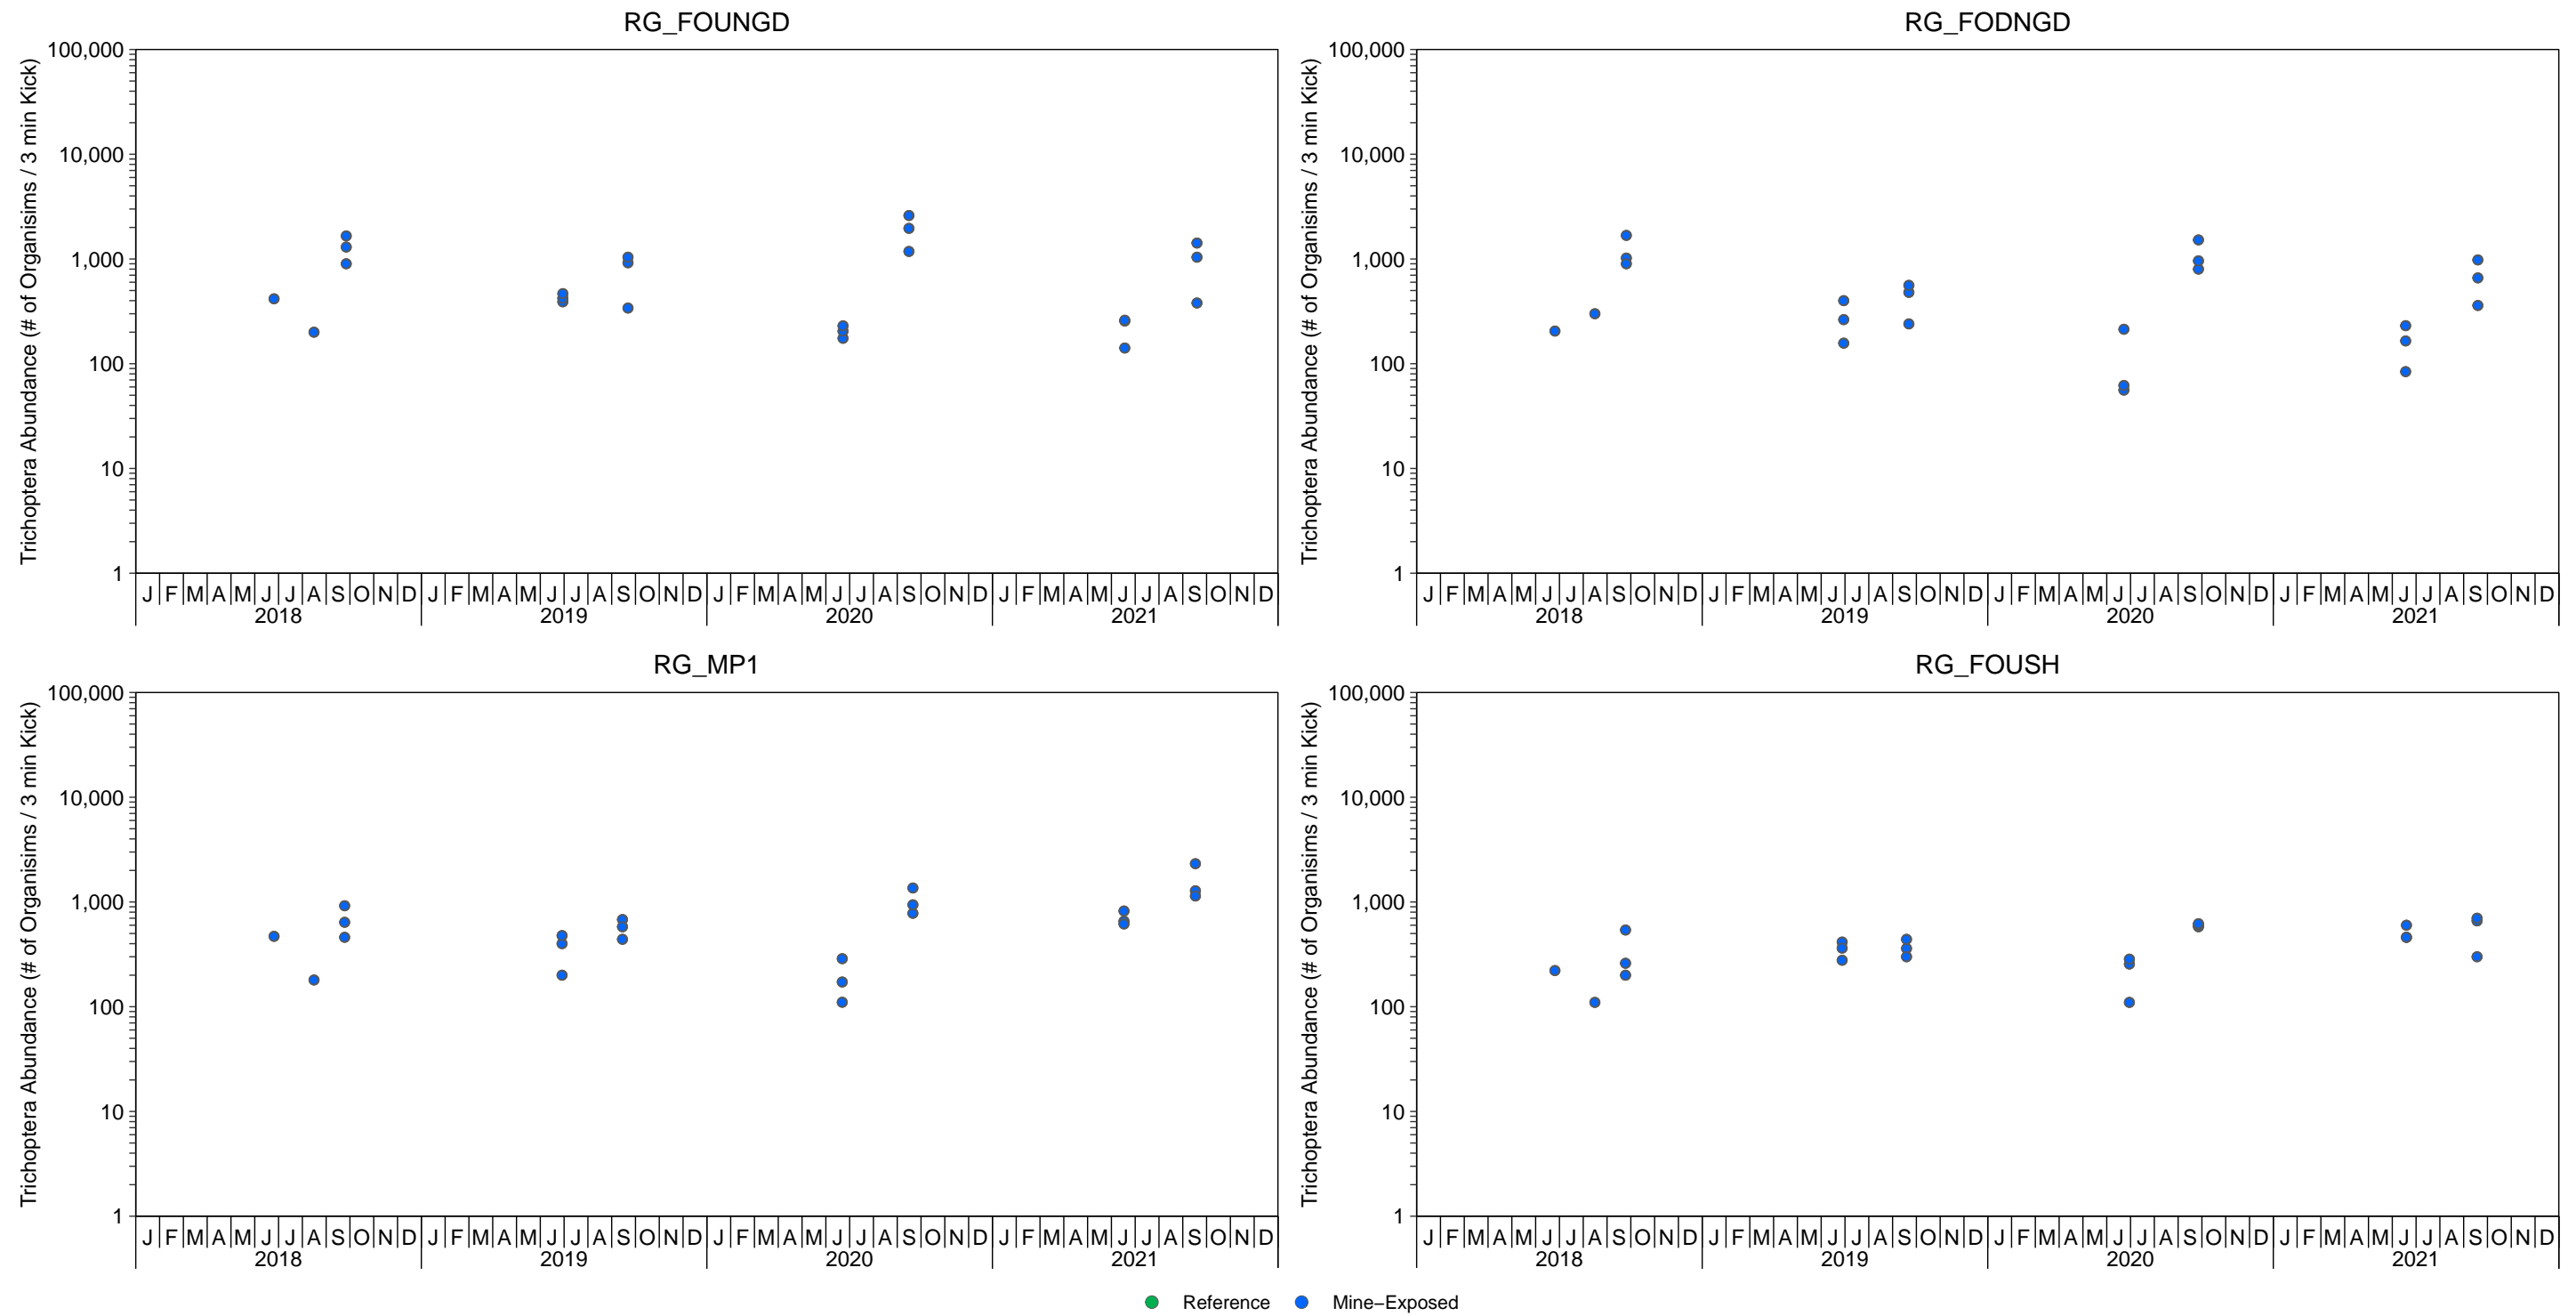 RG_FOUNGD
Trichoptera Abundance (# of Organisims / 3 min Kick)
100,000
10,000
1,000
100
10
1
J F M A M J J A S O N D J F M A M J J A S O N D J F M A M J J A S O N D J F M A M J J A S O N D
2018 2019 2020 2021
RG_FODNGD
Trichoptera Abundance (# of Organisims / 3 min Kick)
100,000
10,000
1,000
100
10
1
J F M A M J J A S O N D J F M A M J J A S O N D J F M A M J J A S O N D J F M A M J J A S O N D
2018 2019 2020 2021
RG_MP1
Trichoptera Abundance (# of Organisims / 3 min Kick)
100,000
10,000
1,000
100
10
1
J F M A M J J A S O N D J F M A M J J A S O N D J F M A M J J A S O N D J F M A M J J A S O N D
2018 2019 2020 2021
RG_FOUSH
Trichoptera Abundance (# of Organisims / 3 min Kick)
100,000
10,000
1,000
100
10
1
J F M A M J J A S O N D J F M A M J J A S O N D J F M A M J J A S O N D J F M A M J J A S O N D
2018 2019 2020 2021
Reference Mine−Exposed